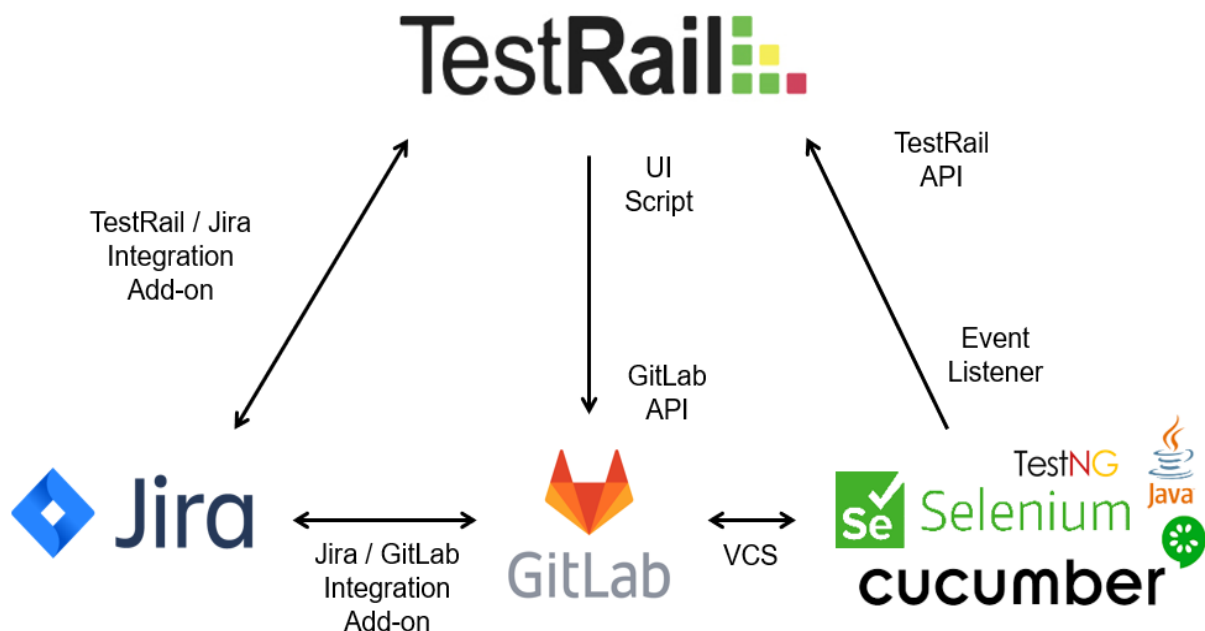 TestRail
TestRail
API
UI
Script
TestRail / Jira
Integration
Add-on
Event
Listener
GitLab
API
TestNG
Java
Jira
Se
Selenium
GitLab
VCS
Jira / GitLab
Integration
Add-on
cucumber